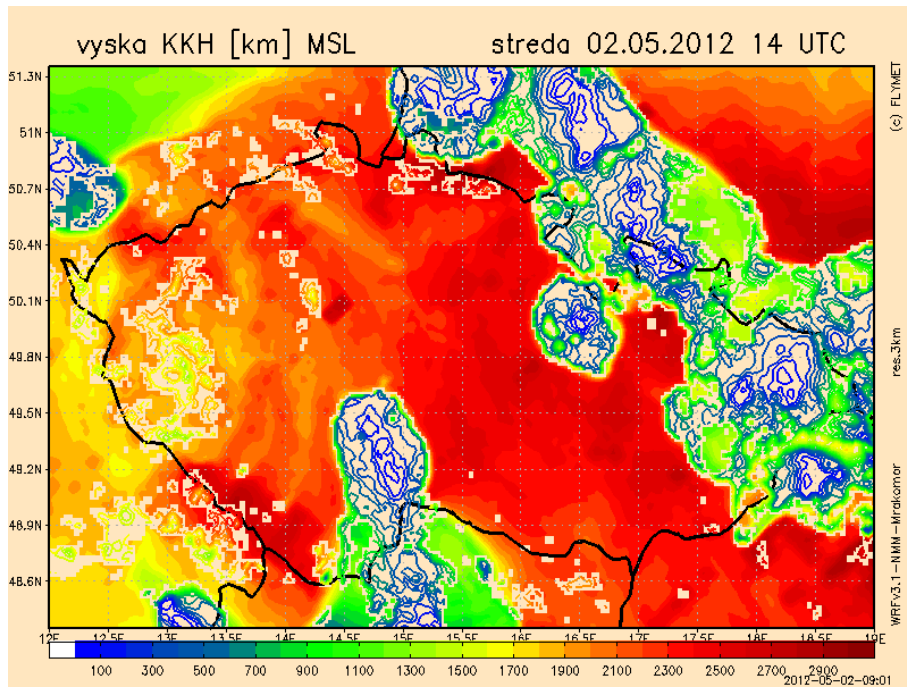 vyska KKH [km] MSL streda 02.05.2012 14 UTC
51.3N
51N
50.7N
50.4N
50.1N
49.8N
49.5N
49.2N
48.9N
48.6N
12E 12.5E 13E 13.5E 14E 14.5E 15E 15.5E 16E 16.5E 17E 17.5E 18E 18.5E 19E
100 300 500 700 900 1100 1300 1500 1700 1900 2100 2300 2500 2700 2900
2012-05-02-09:01
(c) FLYMET
res.3km
WRFv3.1-NMM-Mrakomor